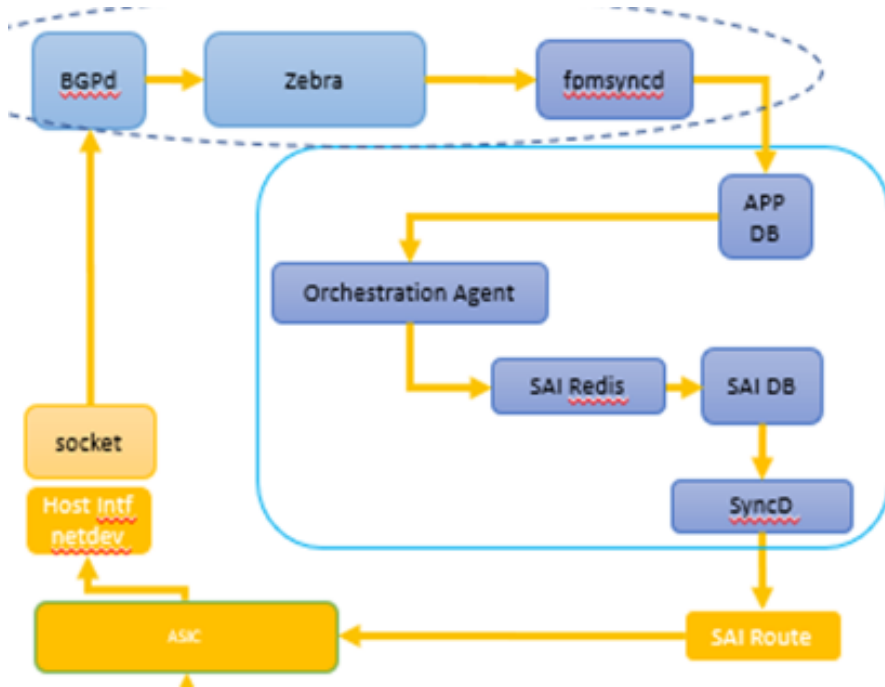 BGPd
Zebra
fpmsyncd
APP
DB
Orchestration Agent
SAI Redis
SAI DB
socket
Host Intf
netdev
SyncD
ASIC
SAI Route